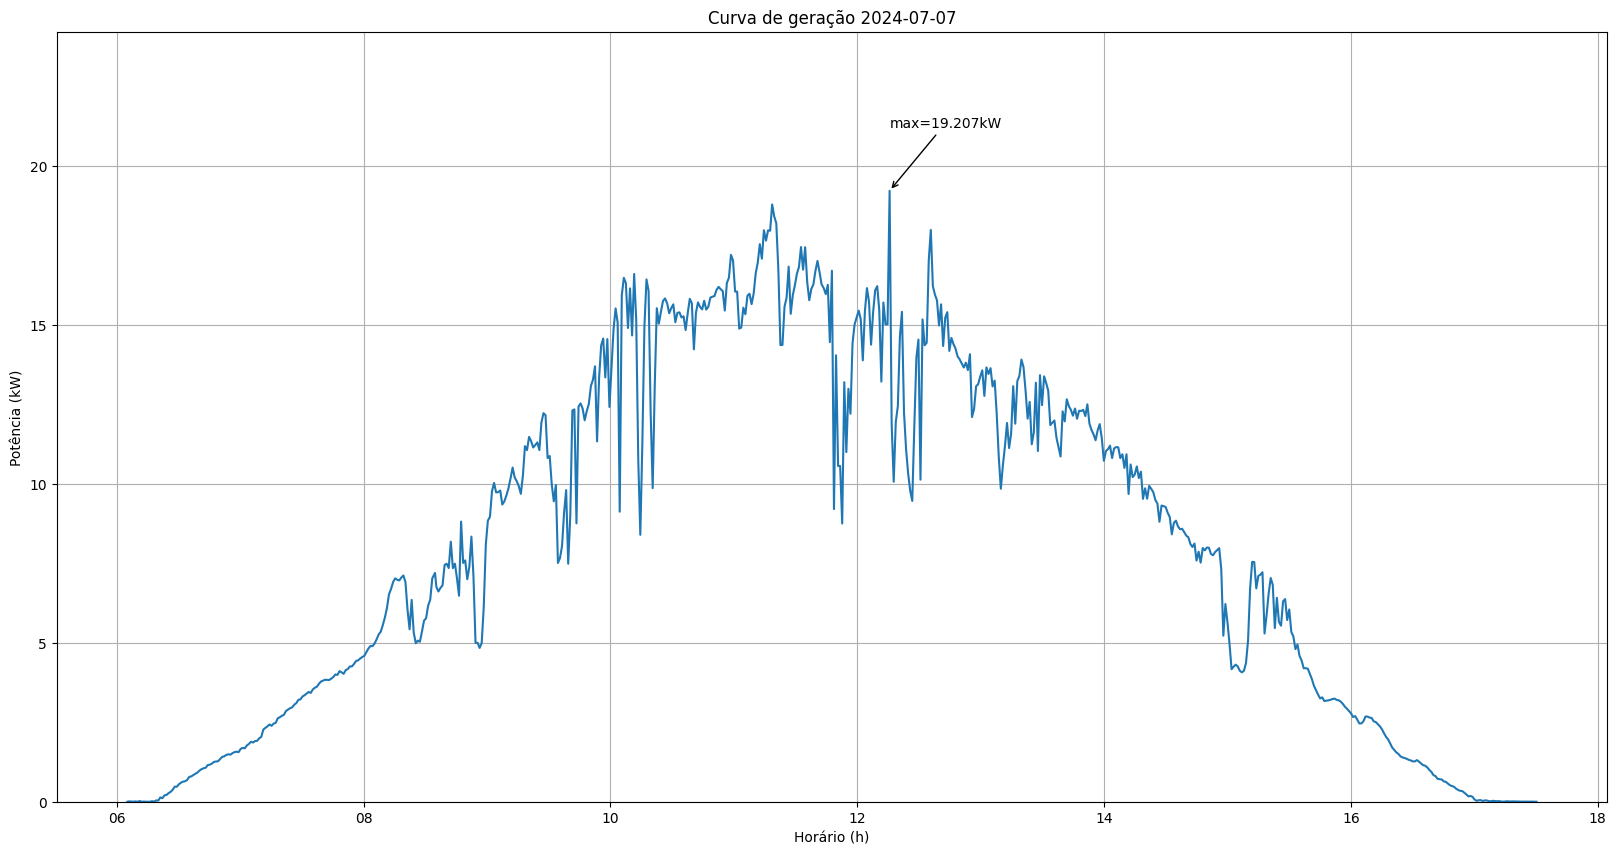 Curva de geração 2024-07-07
max=19.207kW
Potência (kW)
20
15
10
5
0
06 08 10 12 14 16 18
Horário (h)